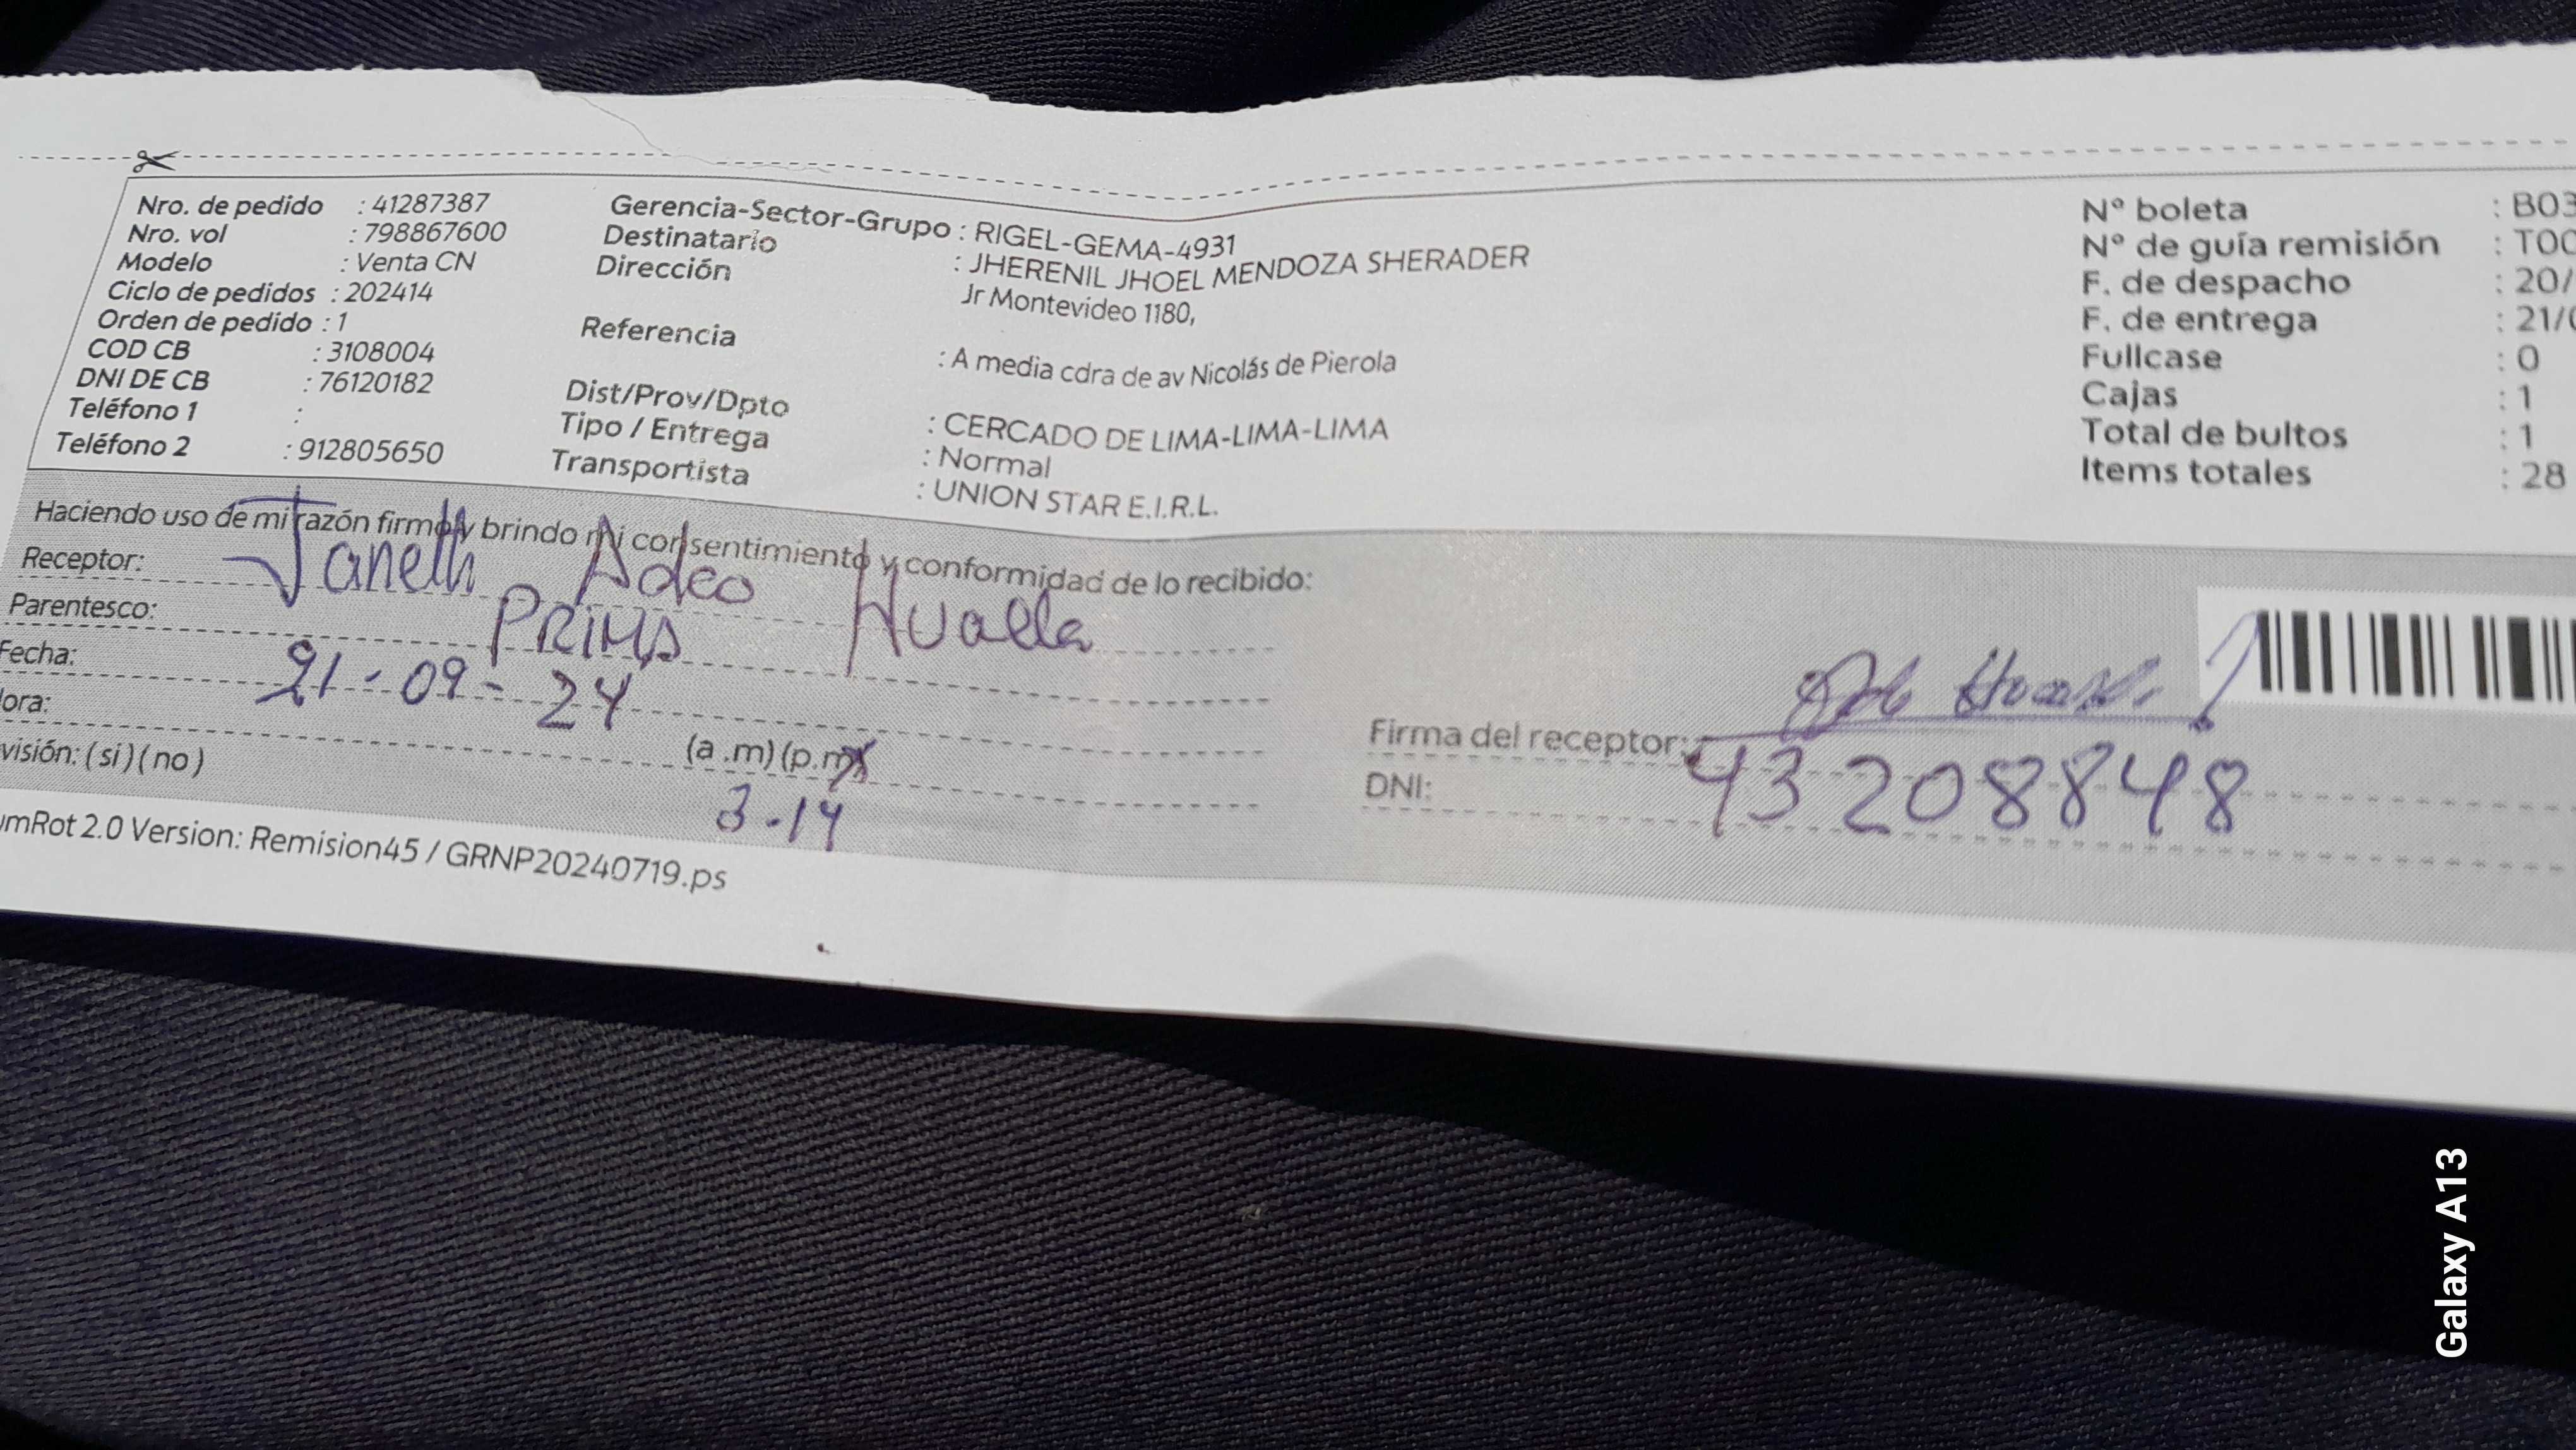 Nro. de pedido : 41287387
Nro. vol : 798867600
Modelo : Venta CN
Ciclo de pedidos : 202414
Orden de pedido : 1
COD CB : 3108004
DNI DE CB : 76120182
Teléfono 1 :
Teléfono 2 : 912805650
Gerencia-Sector-Grupo : RIGEL-GEMA-4931
Destinatario : JHERENIL JHOEL MENDOZA SHERADER
Dirección Jr Montevideo 1180,
Referencia : A media cdra de av Nicolás de Pierola
Dist/Prov/Dpto : CERCADO DE LIMA-LIMA-LIMA
Tipo / Entrega : Normal
Transportista : UNION STAR E.I.R.L.
Nº boleta : B03
Nº de guía remisión : T00
F. de despacho : 20/
F. de entrega : 21/0
Fullcase : 0
Cajas : 1
Total de bultos : 1
Items totales : 28
Haciendo uso de mi razón firmo y brindo mi consentimiento y conformidad de lo recibido:
Receptor: Janeth Adco Hualla
Parentesco: PRIMA
Fecha: 21-09-24
ora: (a.m)(p.m)
3-14
visión: (si)(no)
Firma del receptor:
DNI: 43208848
umRot 2.0 Version: Remision45 / GRNP20240719.ps
Galaxy A13